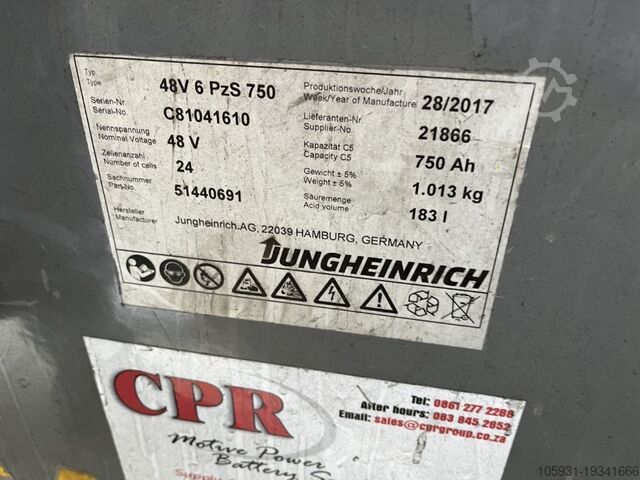 Typ
Type
48V 6 PzS 750
Produktionswoche/Jahr
Week/Year of Manufacture
28/2017
Serien-Nr.
Serial-No.
C81041610
Lieferanten-Nr.
Supplier-No.
21866
Nennspannung
Nominal Voltage
48 V
Kapazität C5
Capacity C5
750 Ah
Zellenanzahl
Number of cells
24
Gewicht ± 5%
Weight ± 5%
1.013 kg
Sachnummer
Part-No.
51440691
Säuremenge
Acid volume
183 l
Hersteller
Manufacturer
Jungheinrich AG, 22039 HAMBURG, GERMANY
JUNGHEINRICH
CPR
Motive Power
Battery
Tel: 0861 277 2288
After hours: 083 845 2852
Email: sales@cprgroup.co.za
105931-19341666